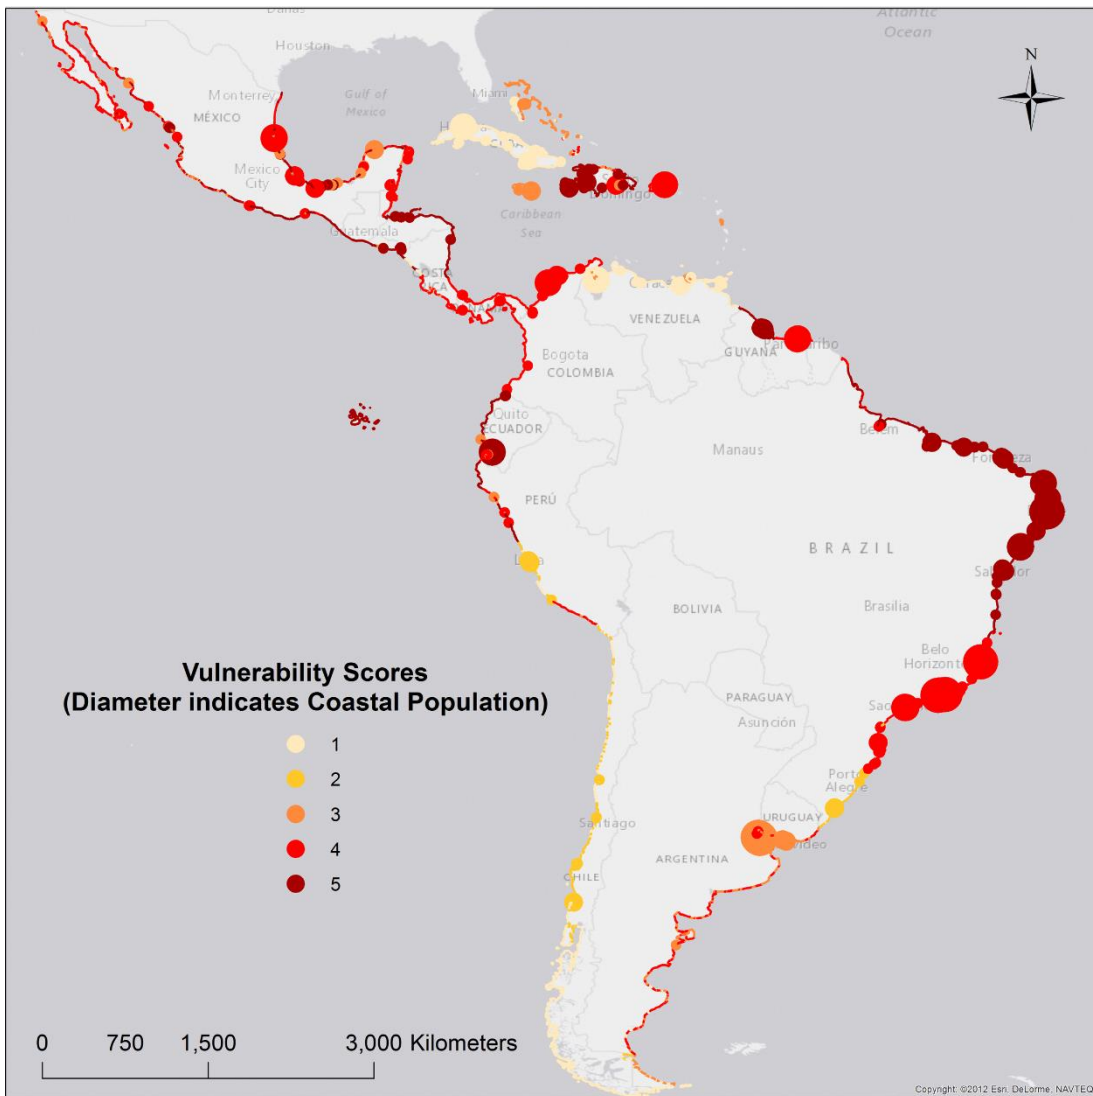 Atlantic
Ocean
Houston
N
Monterrey
Gulf of
Mexico
Miami
MÉXICO
Mexico
City
Caribbean
Sea
Guatemala
COSTA
RICA
VENEZUELA
GUYANA
Bogota
COLOMBIA
Quito
ECUADOR
Belem
Manaus
PERÚ
BRAZIL
BOLIVIA
Brasilia
Belo
Horizonte
PARAGUAY
Asunción
Porto
Alegre
URUGUAY
Santiago
ARGENTINA
CHILE
Vulnerability Scores
(Diameter indicates Coastal Population)
1
2
3
4
5
0 750 1,500 3,000 Kilometers
Copyright: ©2012 Esri, DeLorme, NAVTEQ